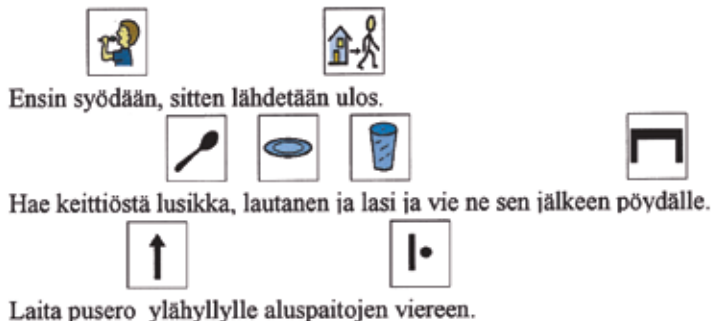 Ensin syödään, sitten lähdetään ulos.
Hae keittiöstä lusikka, lautanen ja lasi ja vie ne sen jälkeen pöydälle.
Laita pusero ylähyllylle aluspaitojen viereen.